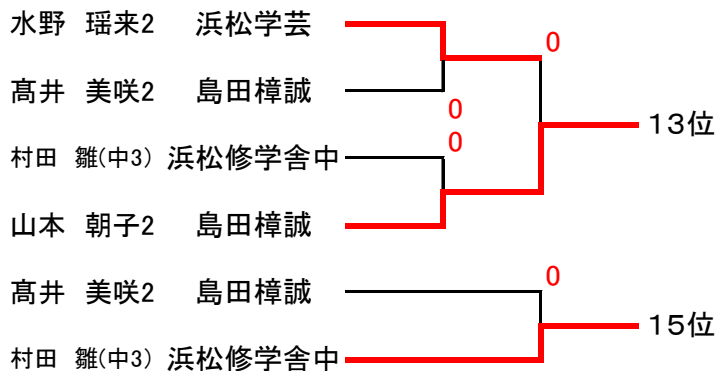 水野 瑶来2 浜松学芸
0
髙井 美咲2 島田樟誠
0
13位
0
村田 雛(中3) 浜松修学舎中
山本 朝子2 島田樟誠
髙井 美咲2 島田樟誠
0
15位
村田 雛(中3) 浜松修学舎中